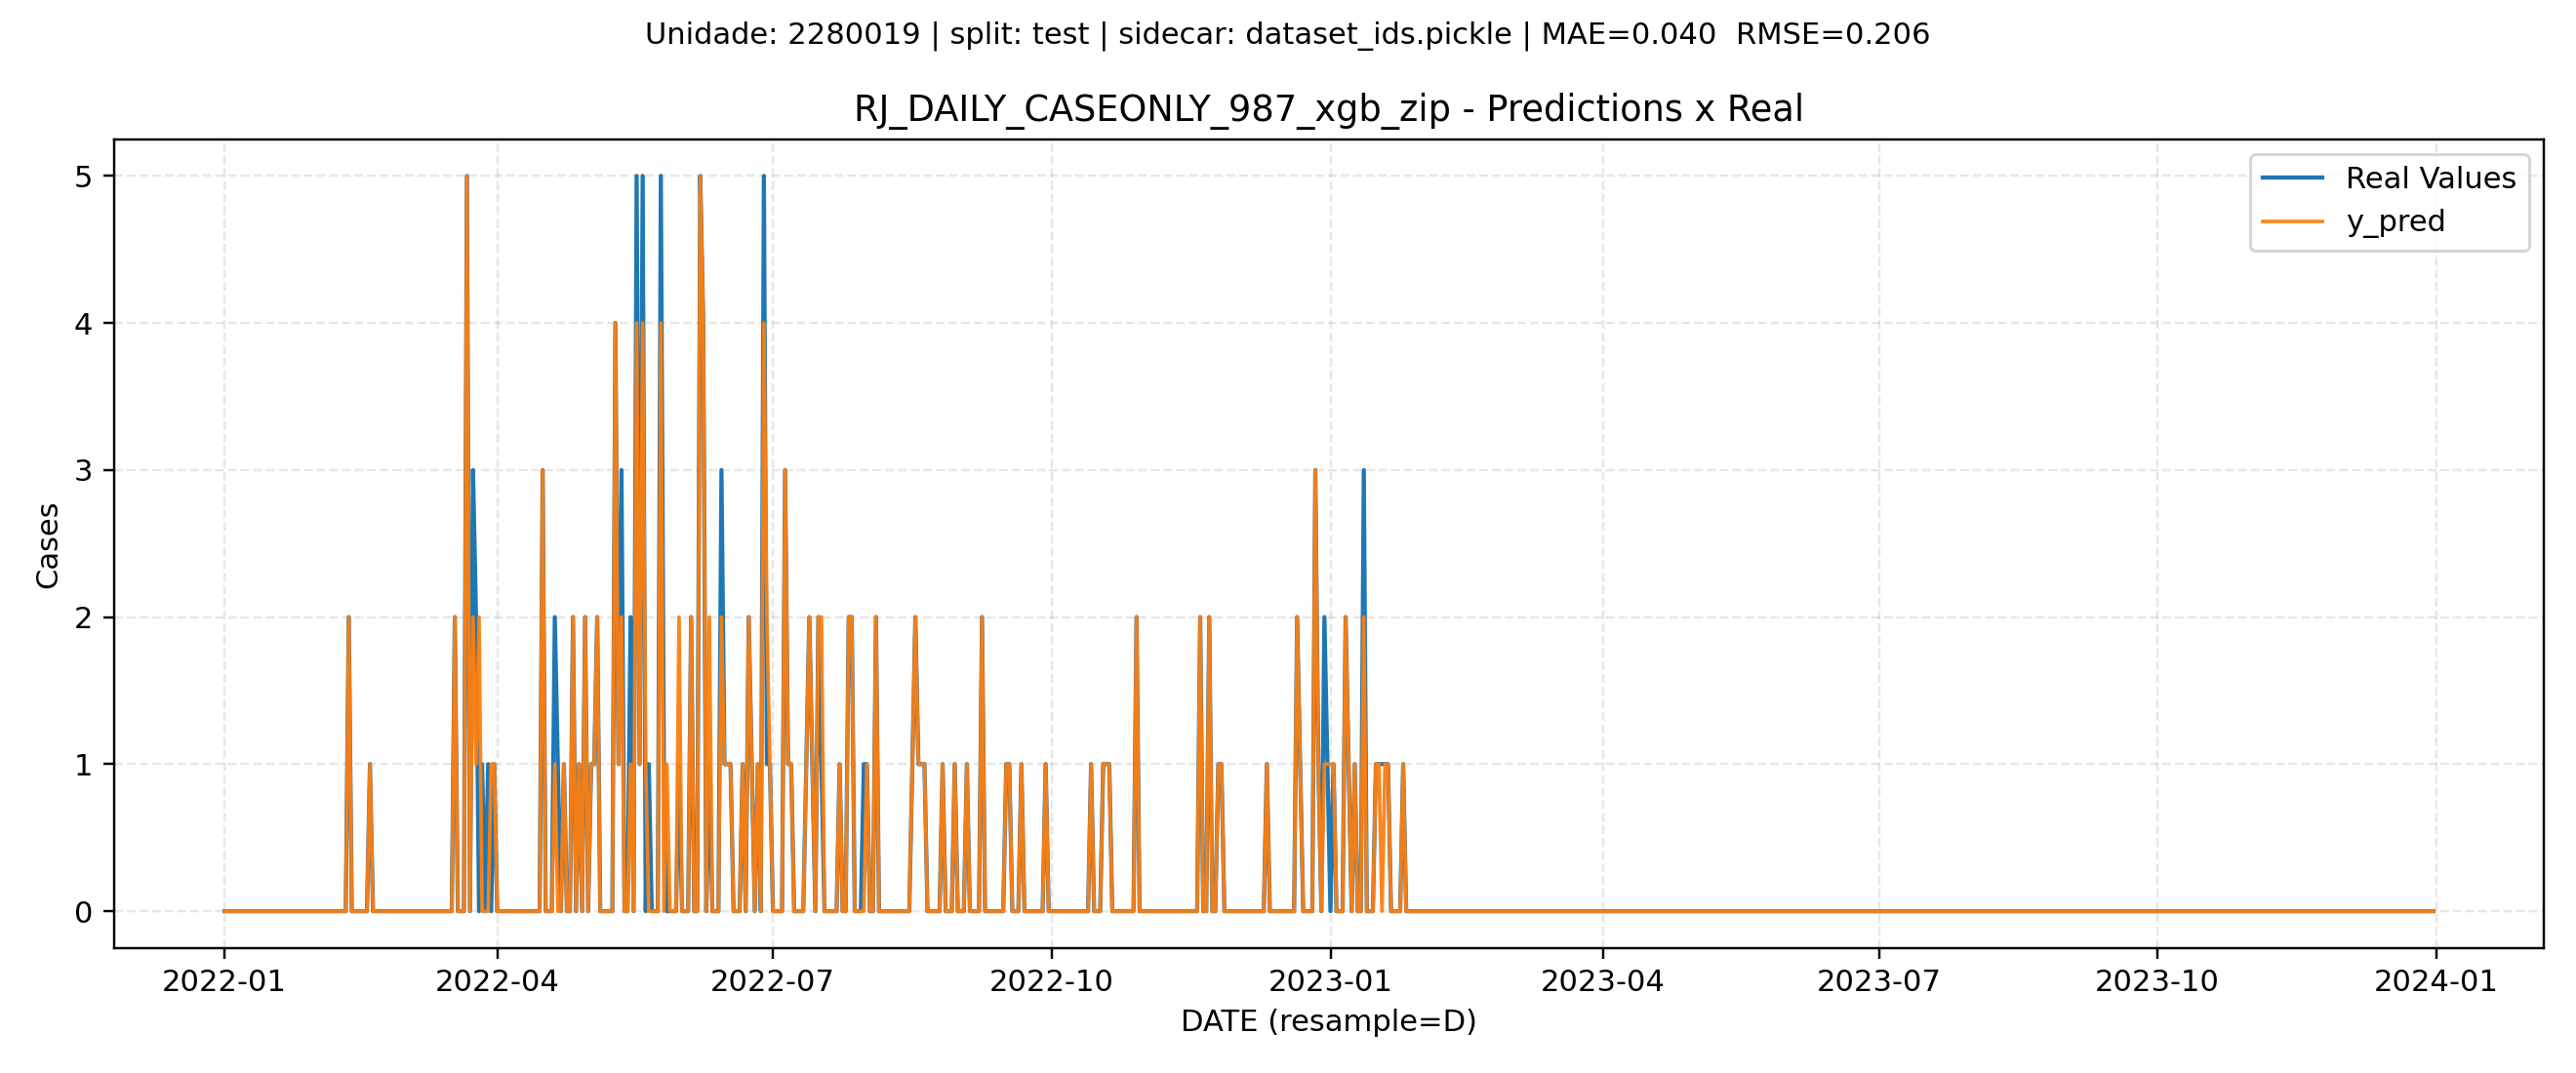 Unidade: 2280019 | split: test | sidecar: dataset_ids.pickle | MAE=0.040  RMSE=0.206
RJ_DAILY_CASEONLY_987_xgb_zip - Predictions x Real
Real Values
y_pred
5
4
3
2
1
0
Cases
2022-01
2022-04
2022-07
2022-10
2023-01
2023-04
2023-07
2023-10
2024-01
DATE (resample=D)